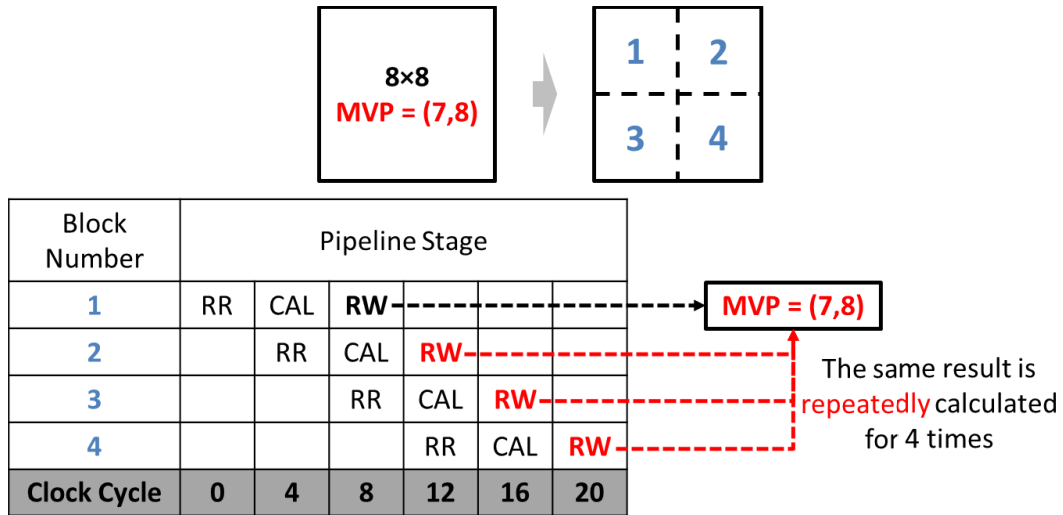 8×8
MVP = (7,8)
1 2
3 4
Block Number Pipeline Stage
1 RR CAL RW
MVP = (7,8)
2 RR CAL RW
3 RR CAL RW
4 RR CAL RW
The same result is
repeatedly calculated
for 4 times
Clock Cycle 0 4 8 12 16 20